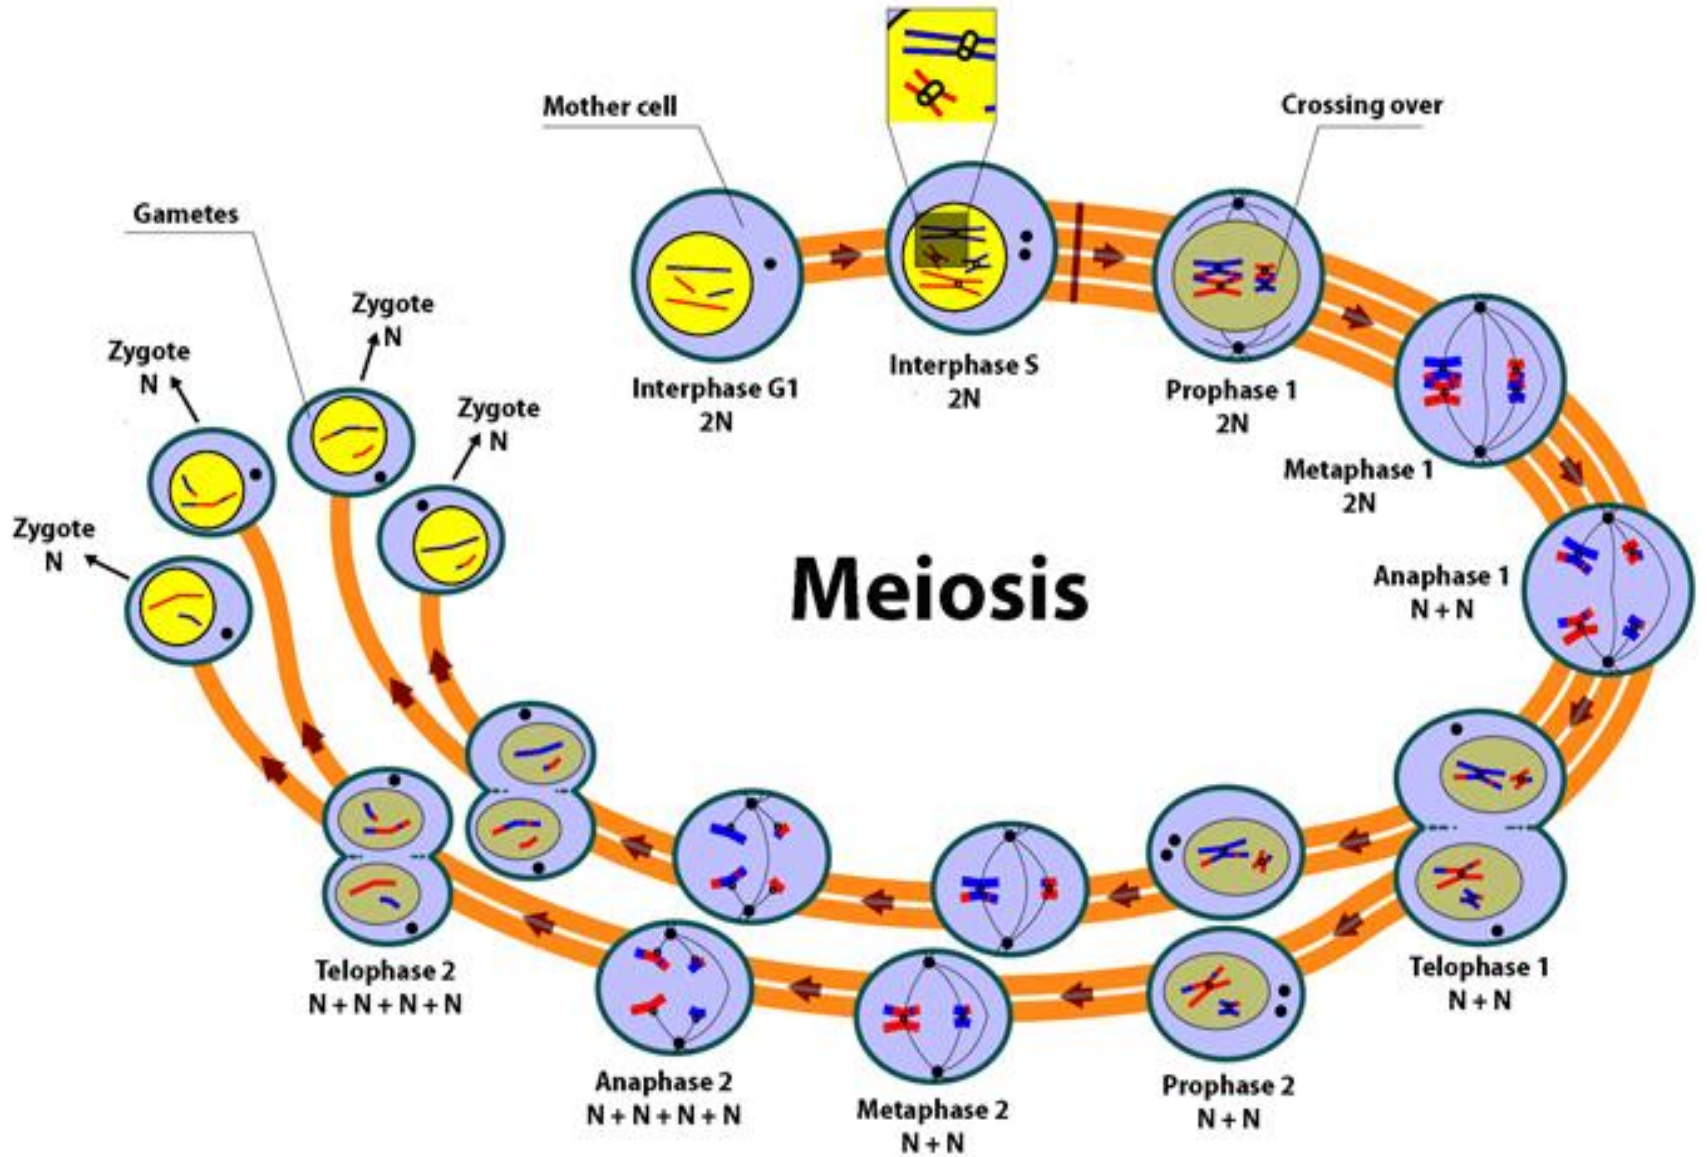 Mother cell
Crossing over
Gametes
Zygote
N
Zygote
N
Zygote
N
Zygote
N
Interphase G1
2N
Interphase S
2N
Prophase 1
2N
Metaphase 1
2N
Anaphase 1
N + N
Meiosis
Telophase 1
N + N
Prophase 2
N + N
Metaphase 2
N + N
Anaphase 2
N + N + N + N
Telophase 2
N + N + N + N